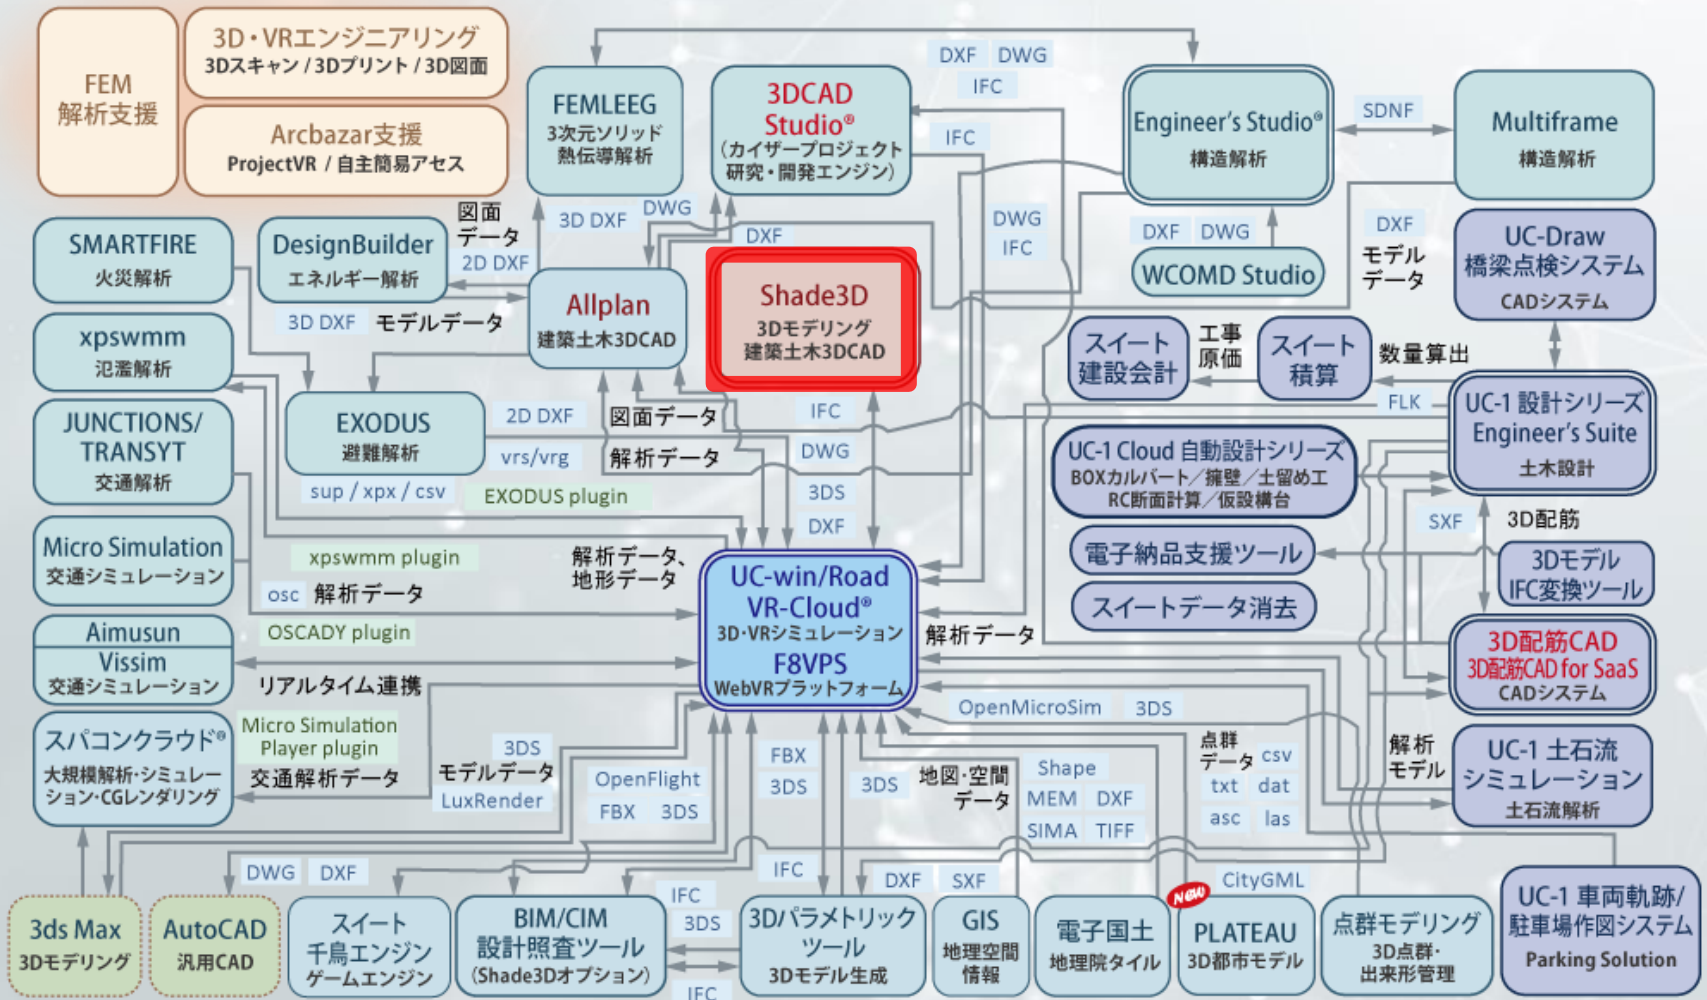 FEM
解析支援
3D・VRエンジニアリング
3Dスキャン / 3Dプリント / 3D図面
Arcbazar支援
ProjectVR / 自主簡易アセス
FEMLEEG
3次元ソリッド
熱伝導解析
3DCAD
Studio®
(カイザープロジェクト
研究・開発エンジン)
DXF DWG
IFC
IFC
Engineer's Studio®
構造解析
SDNF
Multiframe
構造解析
SMARTFIRE
火災解析
DesignBuilder
エネルギー解析
図面
データ
2D DXF
3D DXF
DWG
DXF
DWG
IFC
DXF DWG
WCOMD Studio
DXF
モデル
データ
UC-Draw
橋梁点検システム
CADシステム
xpswmm
氾濫解析
3D DXF モデルデータ
Allplan
建築土木3DCAD
Shade3D
3Dモデリング
建築土木3DCAD
スイート
建設会計
工事
原価
スイート
積算
数量算出
FLK
UC-1 設計シリーズ
Engineer's Suite
土木設計
JUNCTIONS/
TRANSYT
交通解析
EXODUS
避難解析
2D DXF 図面データ
vrs/vrg 解析データ
sup / xpx / csv
EXODUS plugin
IFC
DWG
3DS
DXF
UC-1 Cloud 自動設計シリーズ
BOXカルバート／擁壁／土留め工
RC断面計算／仮設構台
SXF
3D配筋
Micro Simulation
交通シミュレーション
xpswmm plugin
解析データ、
地形データ
電子納品支援ツール
3Dモデル
IFC変換ツール
osc 解析データ
OSCADY plugin
UC-win/Road
VR-Cloud®
3D・VRシミュレーション
F8VPS
WebVRプラットフォーム
解析データ
スイートデータ消去
Aimusun
Vissim
交通シミュレーション
リアルタイム連携
3D配筋CAD
3D配筋CAD for SaaS
CADシステム
スパコンクラウド®
大規模解析・シミュレー
ション・CGレンダリング
Micro Simulation
Player plugin
交通解析データ
3DS
モデルデータ
LuxRender
OpenFlight
FBX 3DS
FBX
3DS
3DS
OpenMicroSim 3DS
地図・空間
データ
Shape
MEM DXF
SIMA TIFF
点群
データ
csv
txt dat
asc las
解析
モデル
UC-1 土石流
シミュレーション
土石流解析
DWG DXF
IFC
DXF SXF
CityGML
3ds Max
3Dモデリング
AutoCAD
汎用CAD
スイート
千鳥エンジン
ゲームエンジン
BIM/CIM
設計照査ツール
(Shade3Dオプション)
IFC
3DS
IFC
3Dパラメトリック
ツール
3Dモデル生成
GIS
地理空間
情報
電子国土
地理院タイル
NEW
PLATEAU
3D都市モデル
点群モデリング
3D点群・
出来形管理
UC-1 車両軌跡/
駐車場作図システム
Parking Solution